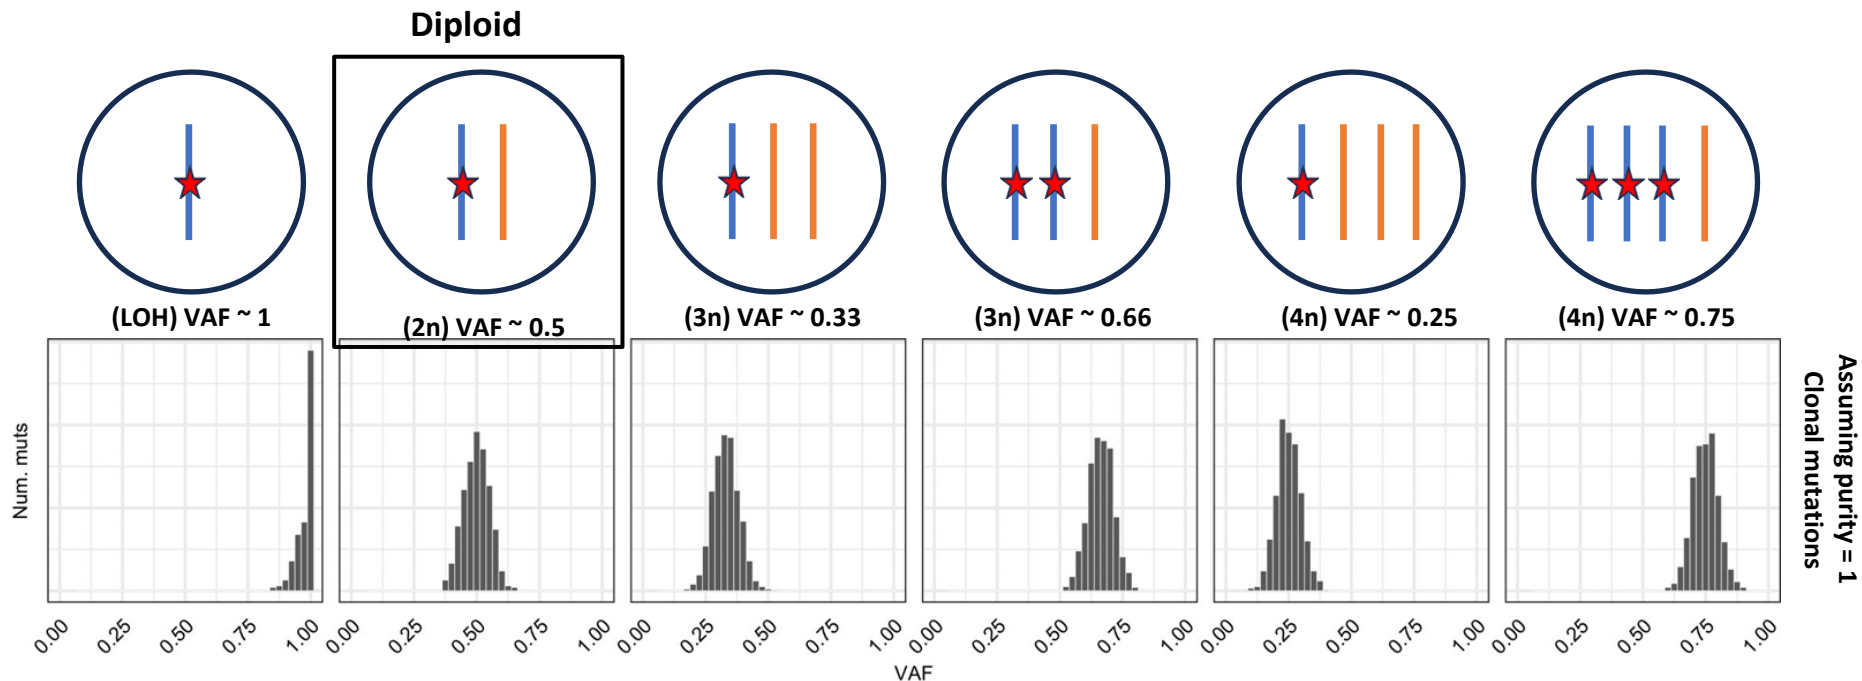 Diploid
(LOH) VAF ~ 1
(2n) VAF ~ 0.5
(3n) VAF ~ 0.33
(3n) VAF ~ 0.66
(4n) VAF ~ 0.25
(4n) VAF ~ 0.75
Num. muts
0.00 0.25 0.50 0.75 1.00
0.00 0.25 0.50 0.75 1.00
0.00 0.25 0.50 0.75 1.00
0.00 0.25 0.50 0.75 1.00
0.00 0.25 0.50 0.75 1.00
0.00 0.25 0.50 0.75 1.00
VAF
Assuming purity = 1
Clonal mutations